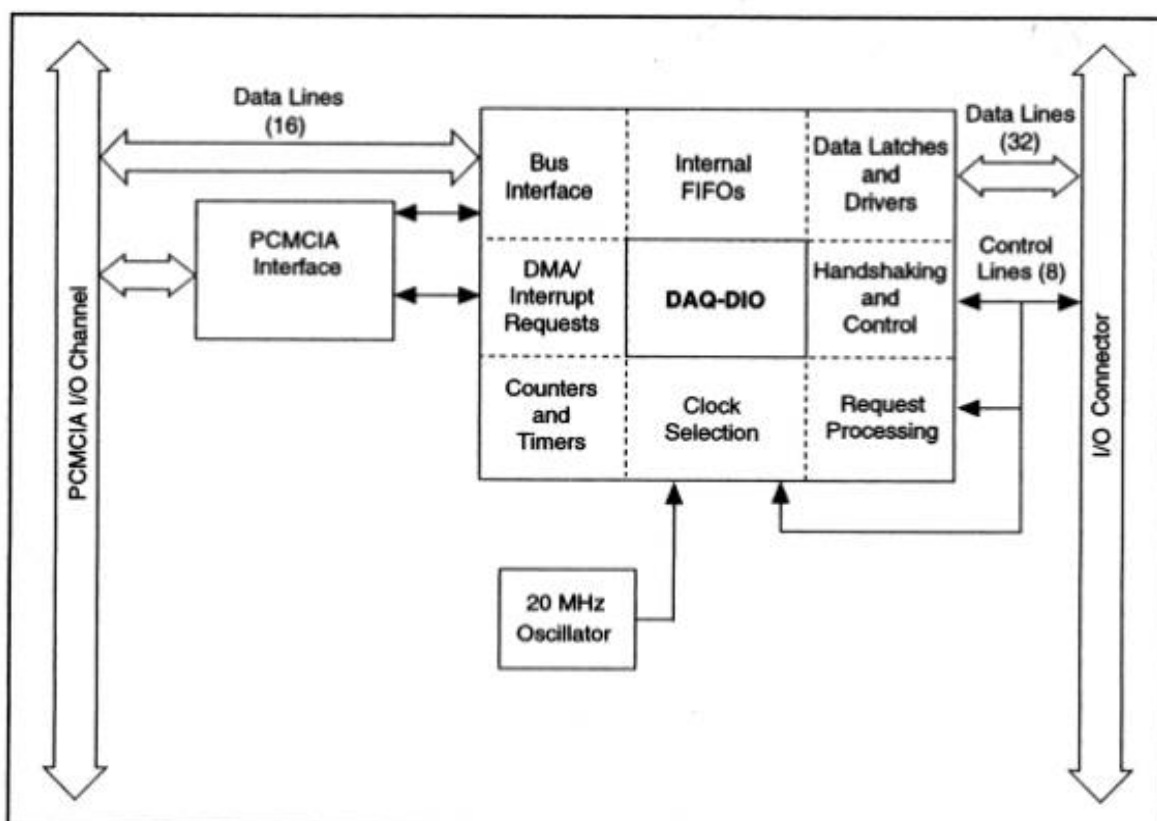 Data Lines
(16)
Bus
Interface
Internal
FIFOs
Data Latches
and
Drivers
Data Lines
(32)
PCMCIA
Interface
DMA/
Interrupt
Requests
DAQ-DIO
Handshaking
and
Control
Control
Lines (8)
Counters
and
Timers
Clock
Selection
Request
Processing
20 MHz
Oscillator
PCMCIA I/O Channel
I/O Connector